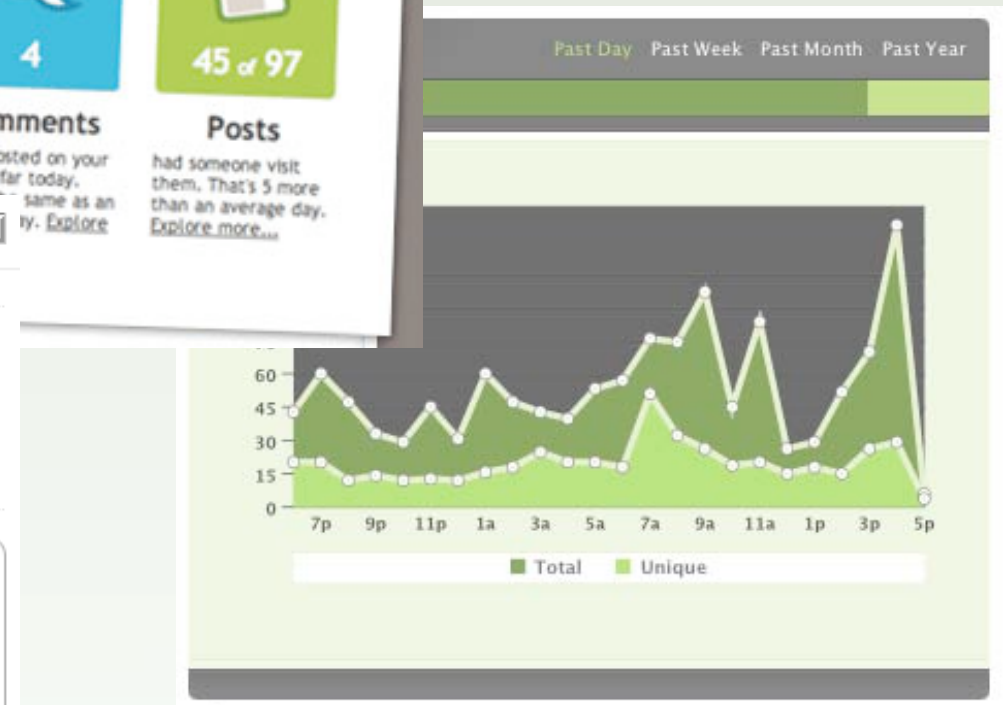 4
45 of 97
Posts
had someone visit
them. That's 5 more
than an average day.
Explore more...
osted on your
far today.
same as an
Explore
Past Day Past Week Past Month Past Year
60
45
30
15
0
7p 9p 11p 1a 3a 5a 7a 9a 11a 1p 3p 5p
Total Unique